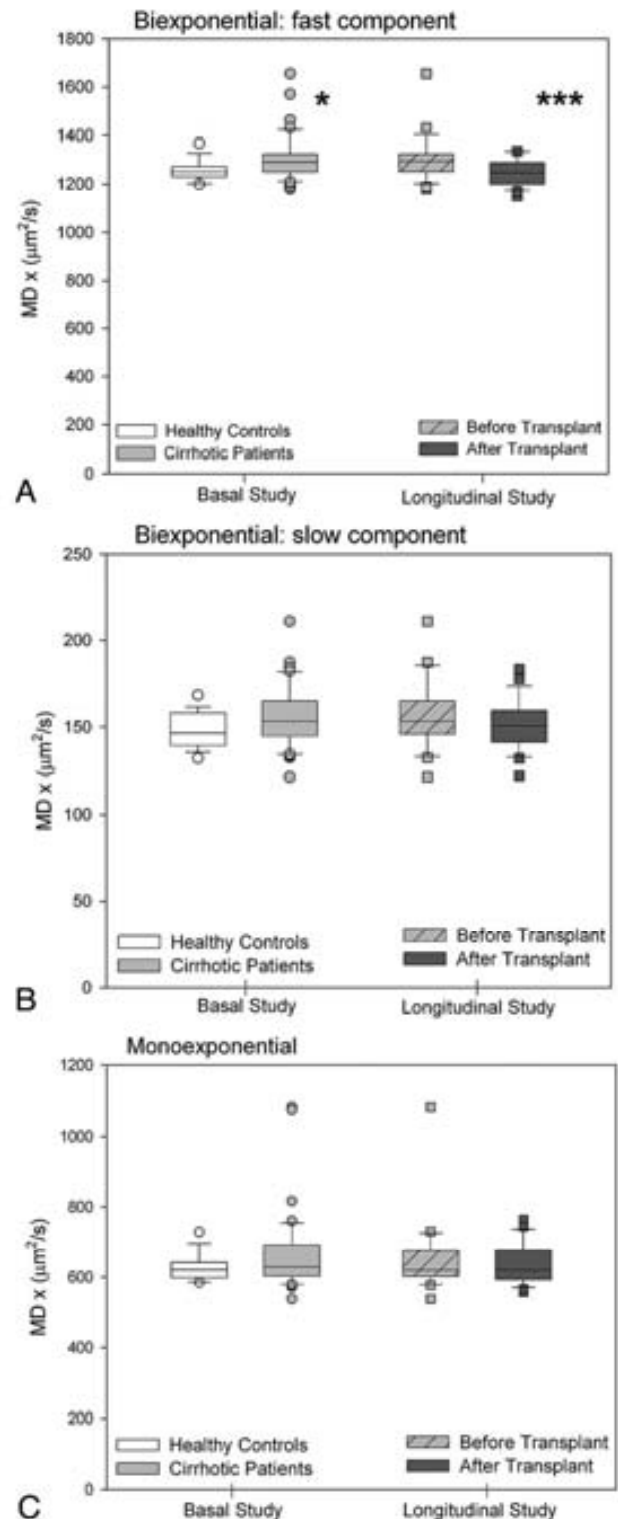 Biexponential: fast component
1800
1600
1400
1200
1000
800
600
400
200
0
MD x (μm²/s)
*
***
Healthy Controls
Cirrhotic Patients
Before Transplant
After Transplant
Basal Study
Longitudinal Study
A
Biexponential: slow component
250
200
150
100
50
0
MD x (μm²/s)
Healthy Controls
Cirrhotic Patients
Before Transplant
After Transplant
Basal Study
Longitudinal Study
B
Monoexponential
1200
1000
800
600
400
200
0
MD x (μm²/s)
Healthy Controls
Cirrhotic Patients
Before Transplant
After Transplant
Basal Study
Longitudinal Study
C